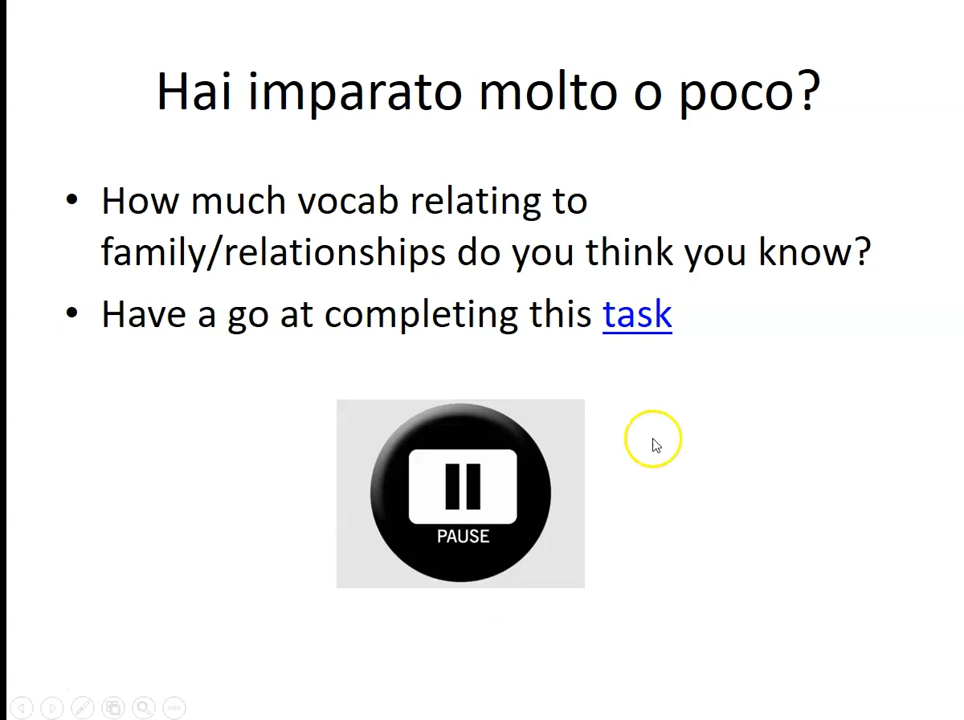 Hai imparato molto o poco?
• How much vocab relating to
family/relationships do you think you know?
• Have a go at completing this task
PAUSE